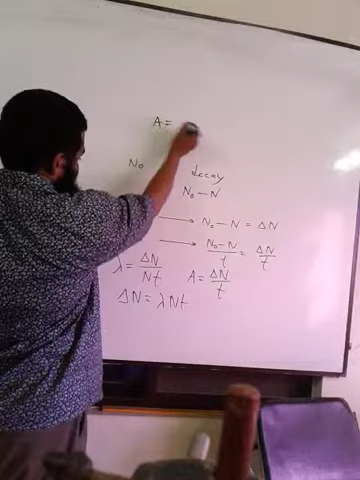 A =
N₀ decay
N₀ – N
→ N₀ – N = ΔN
→ N₀–N/t = ΔN/t
λ = ΔN/Nt A = ΔN/t
ΔN = λNt